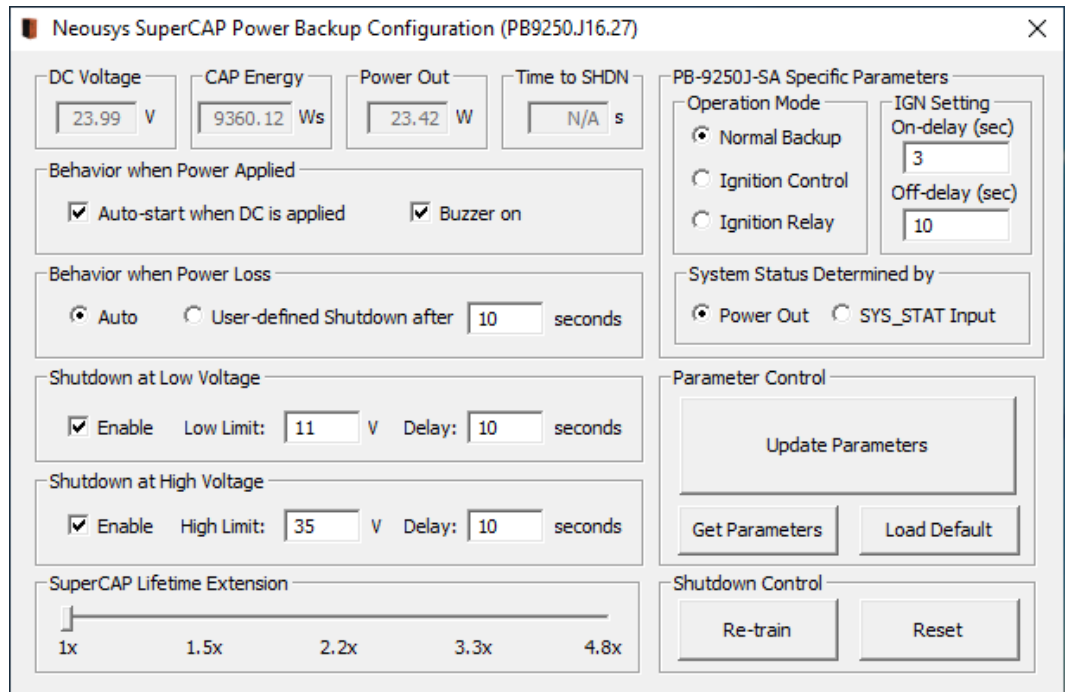 Neousys SuperCAP Power Backup Configuration (PB9250.J16.27)
DC Voltage
23.99 V
CAP Energy
9360.12 Ws
Power Out
23.42 W
Time to SHDN
N/A s
Behavior when Power Applied
Auto-start when DC is applied Buzzer on
Behavior when Power Loss
Auto User-defined Shutdown after 10 seconds
Shutdown at Low Voltage
Enable Low Limit: 11 V Delay: 10 seconds
Shutdown at High Voltage
Enable High Limit: 35 V Delay: 10 seconds
SuperCAP Lifetime Extension
1x 1.5x 2.2x 3.3x 4.8x
PB-9250J-SA Specific Parameters
Operation Mode
Normal Backup
Ignition Control
Ignition Relay
IGN Setting
On-delay (sec)
3
Off-delay (sec)
10
System Status Determined by
Power Out SYS_STAT Input
Parameter Control
Update Parameters
Get Parameters Load Default
Shutdown Control
Re-train Reset